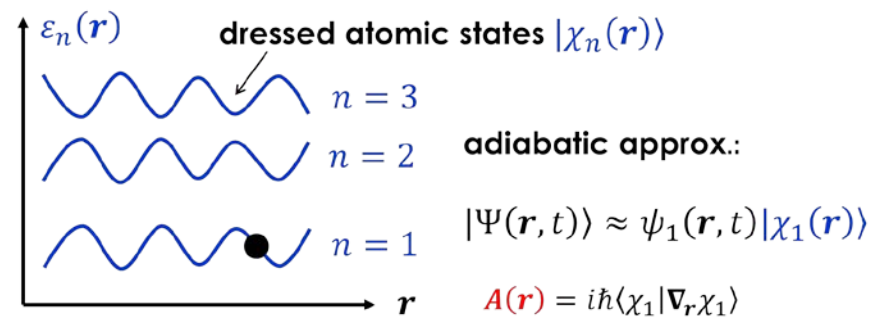 εₙ(r)
dressed atomic states |χₙ(r)⟩
n = 3
n = 2
n = 1
adiabatic approx.:
|Ψ(r, t)⟩ ≈ ψ₁(r, t)|χ₁(r)⟩
A(r) = iħ⟨χ₁|∇ᵣχ₁⟩
r